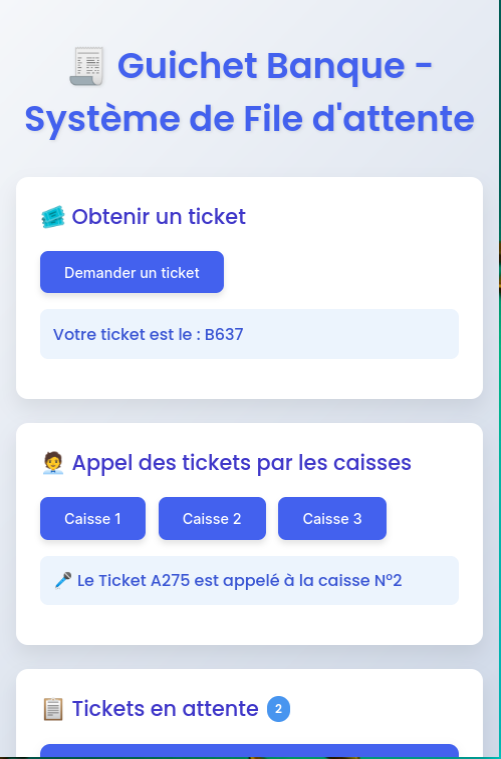 Guichet Banque -
Système de File d'attente
Obtenir un ticket
Demander un ticket
Votre ticket est le : B637
Appel des tickets par les caisses
Caisse 1 Caisse 2 Caisse 3
Le Ticket A275 est appelé à la caisse N°2
Tickets en attente 2